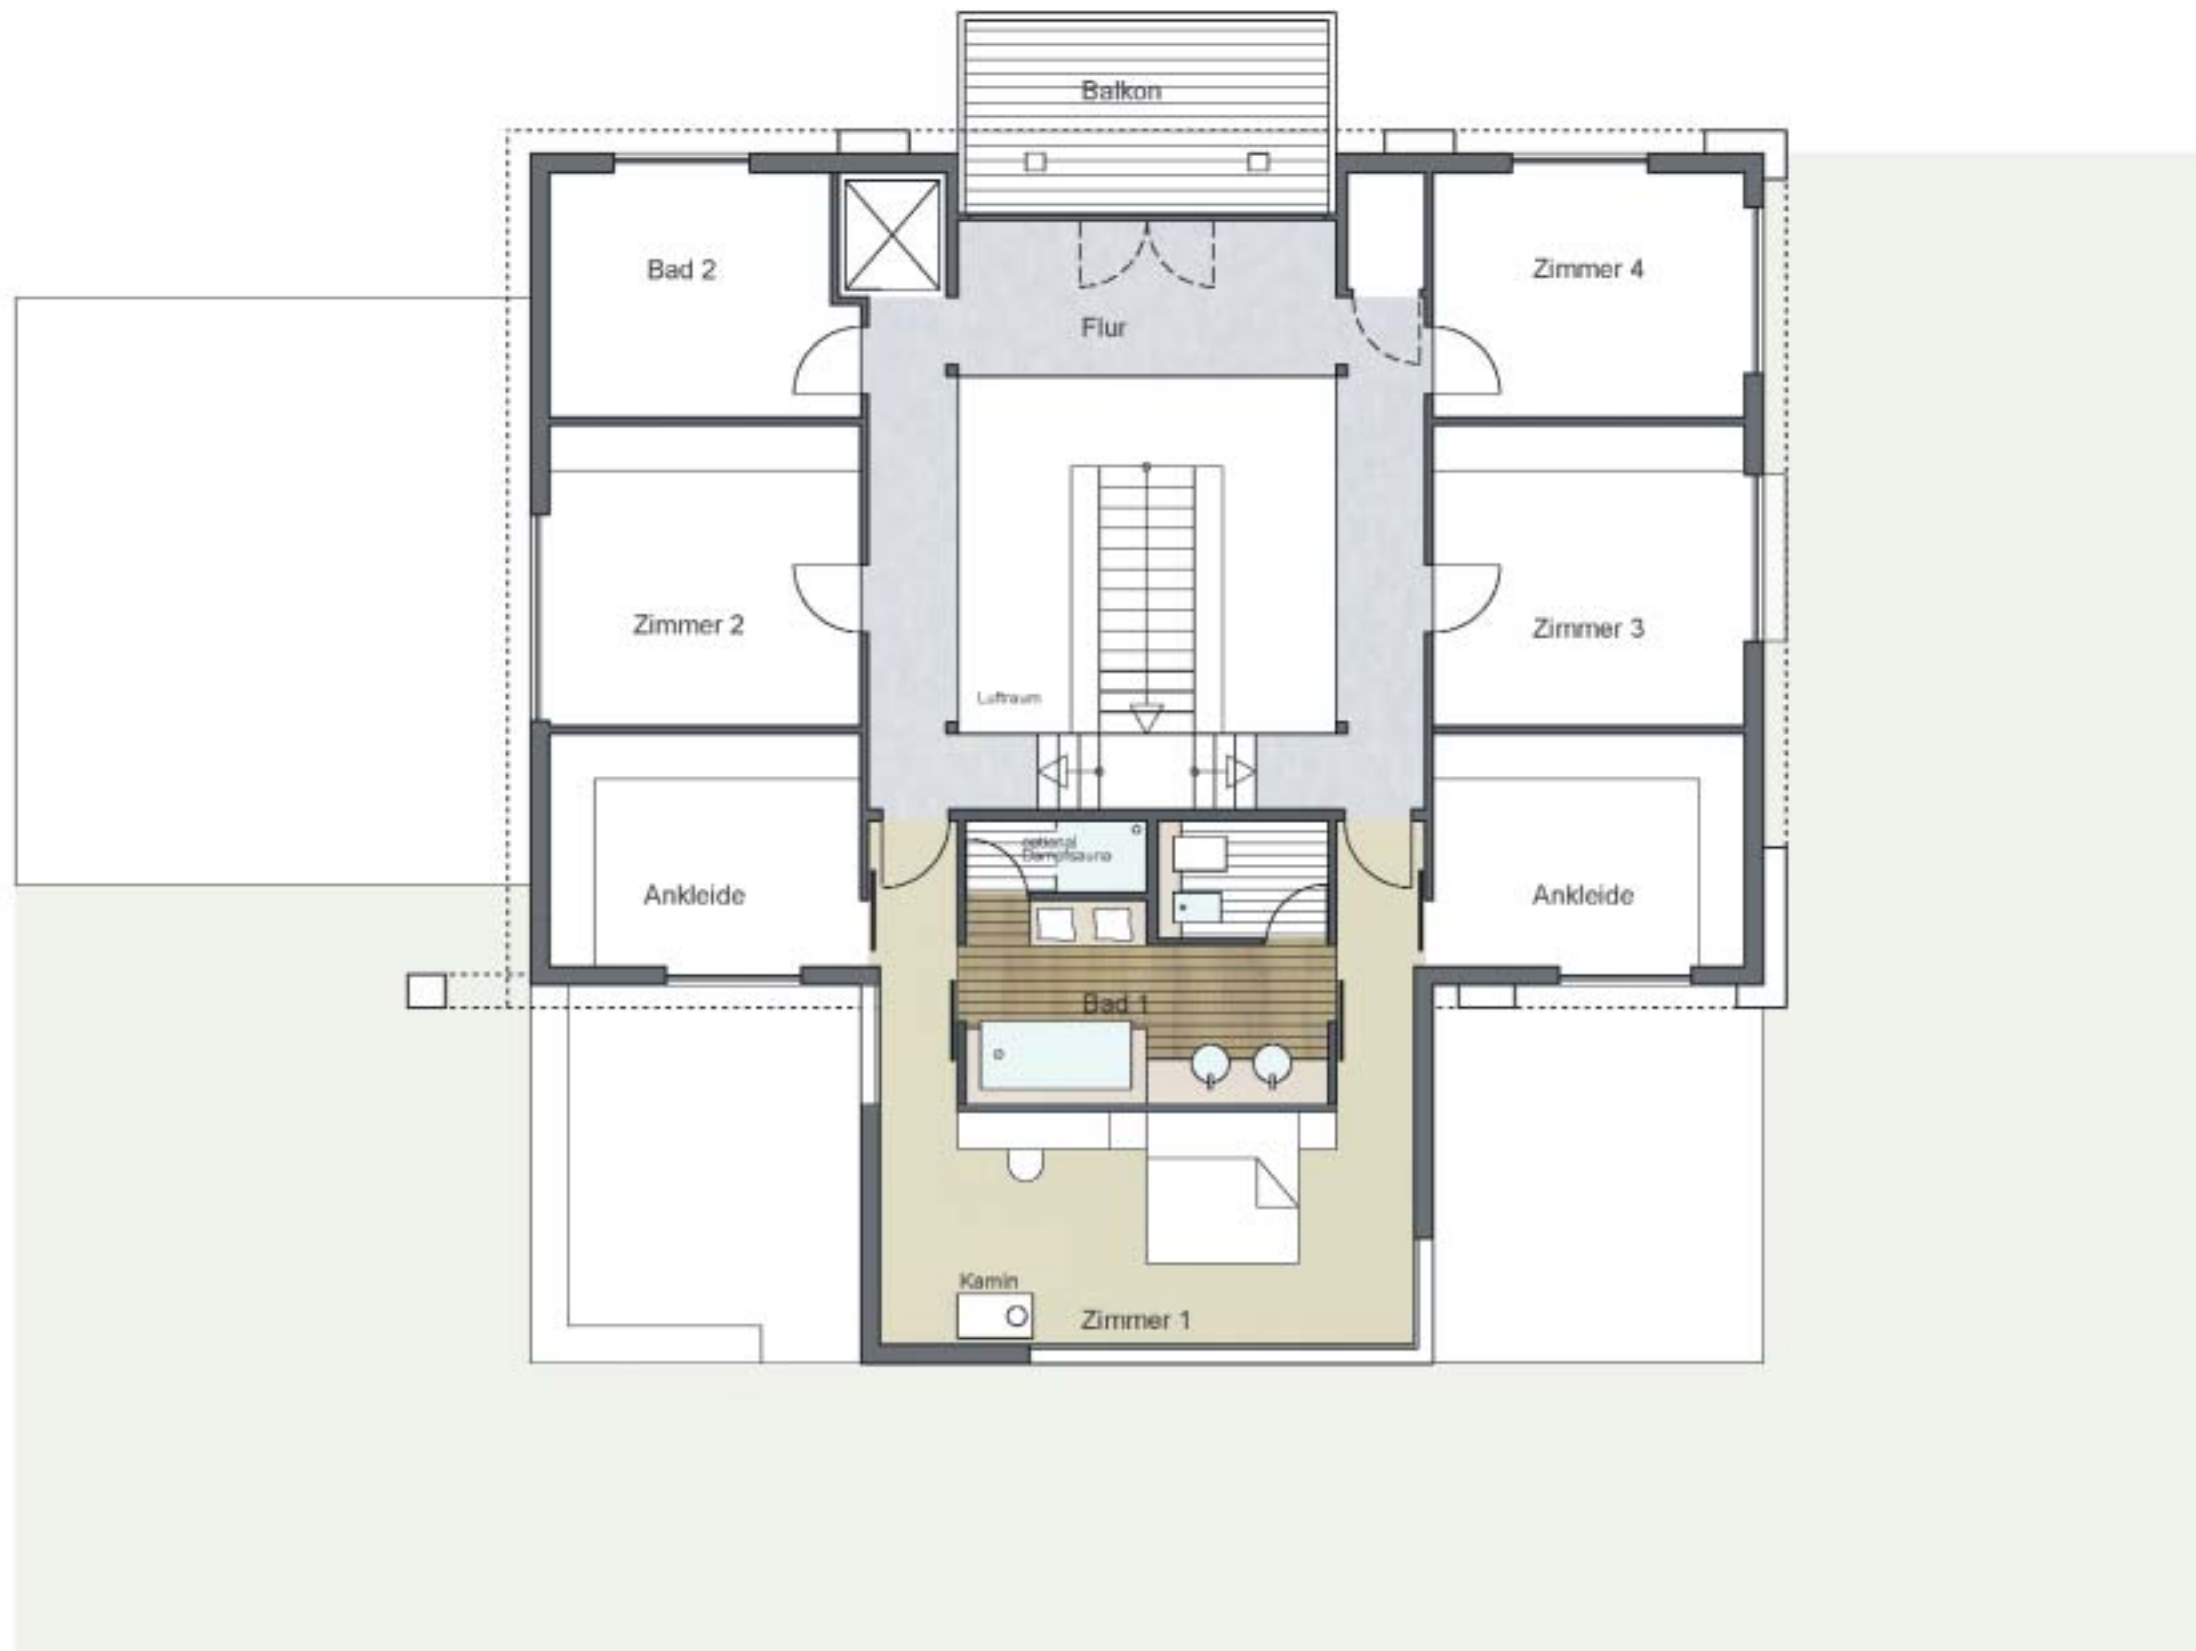 Balkon
Bad 2
Zimmer 4
Flur
Zimmer 2
Zimmer 3
Luftraum
optional
Dampfsauna
Ankleide
Ankleide
Bad 1
Kamin
Zimmer 1